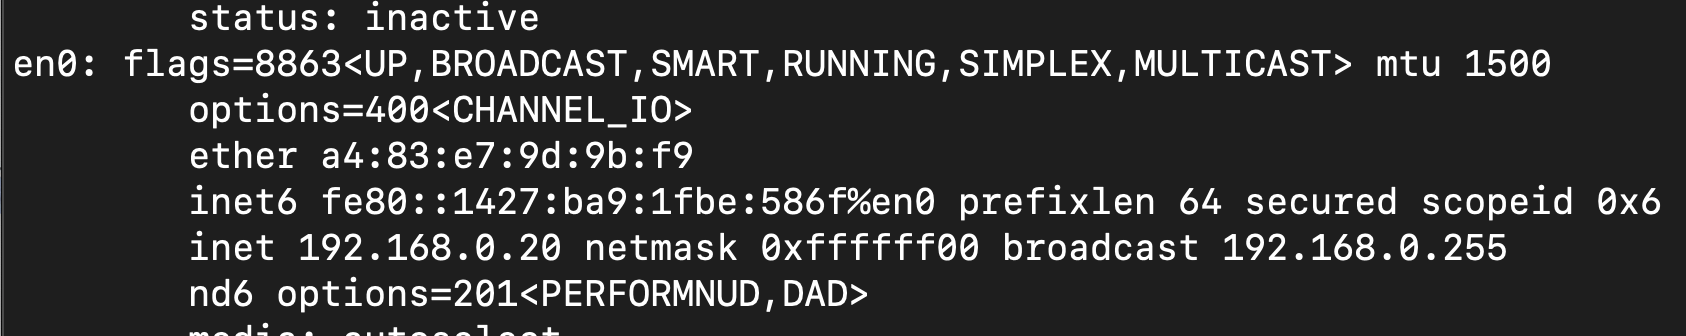 status: inactive
en0: flags=8863<UP,BROADCAST,SMART,RUNNING,SIMPLEX,MULTICAST> mtu 1500
options=400<CHANNEL_IO>
ether a4:83:e7:9d:9b:f9
inet6 fe80::1427:ba9:1fbe:586f%en0 prefixlen 64 secured scopeid 0x6
inet 192.168.0.20 netmask 0xffffff00 broadcast 192.168.0.255
nd6 options=201<PERFORMNUD,DAD>
media: autoselect